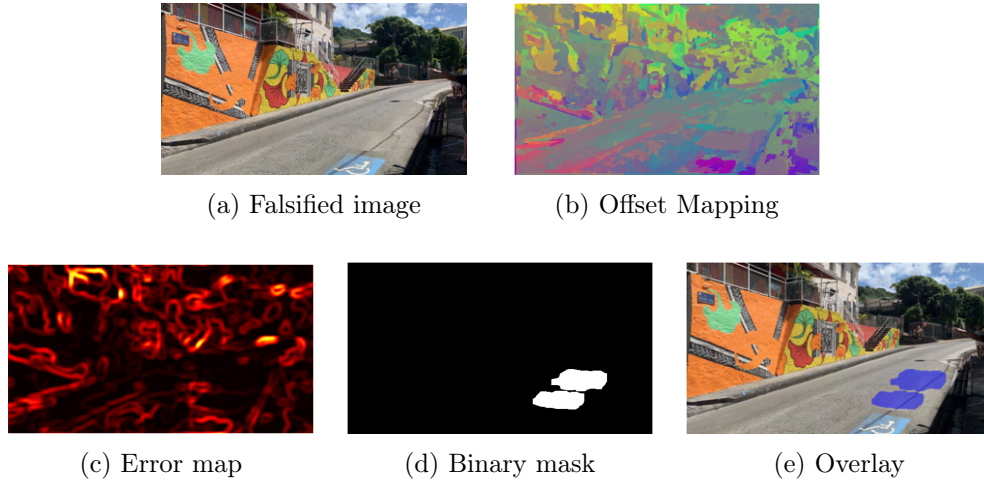 (a) Falsified image
(b) Offset Mapping
(c) Error map
(d) Binary mask
(e) Overlay